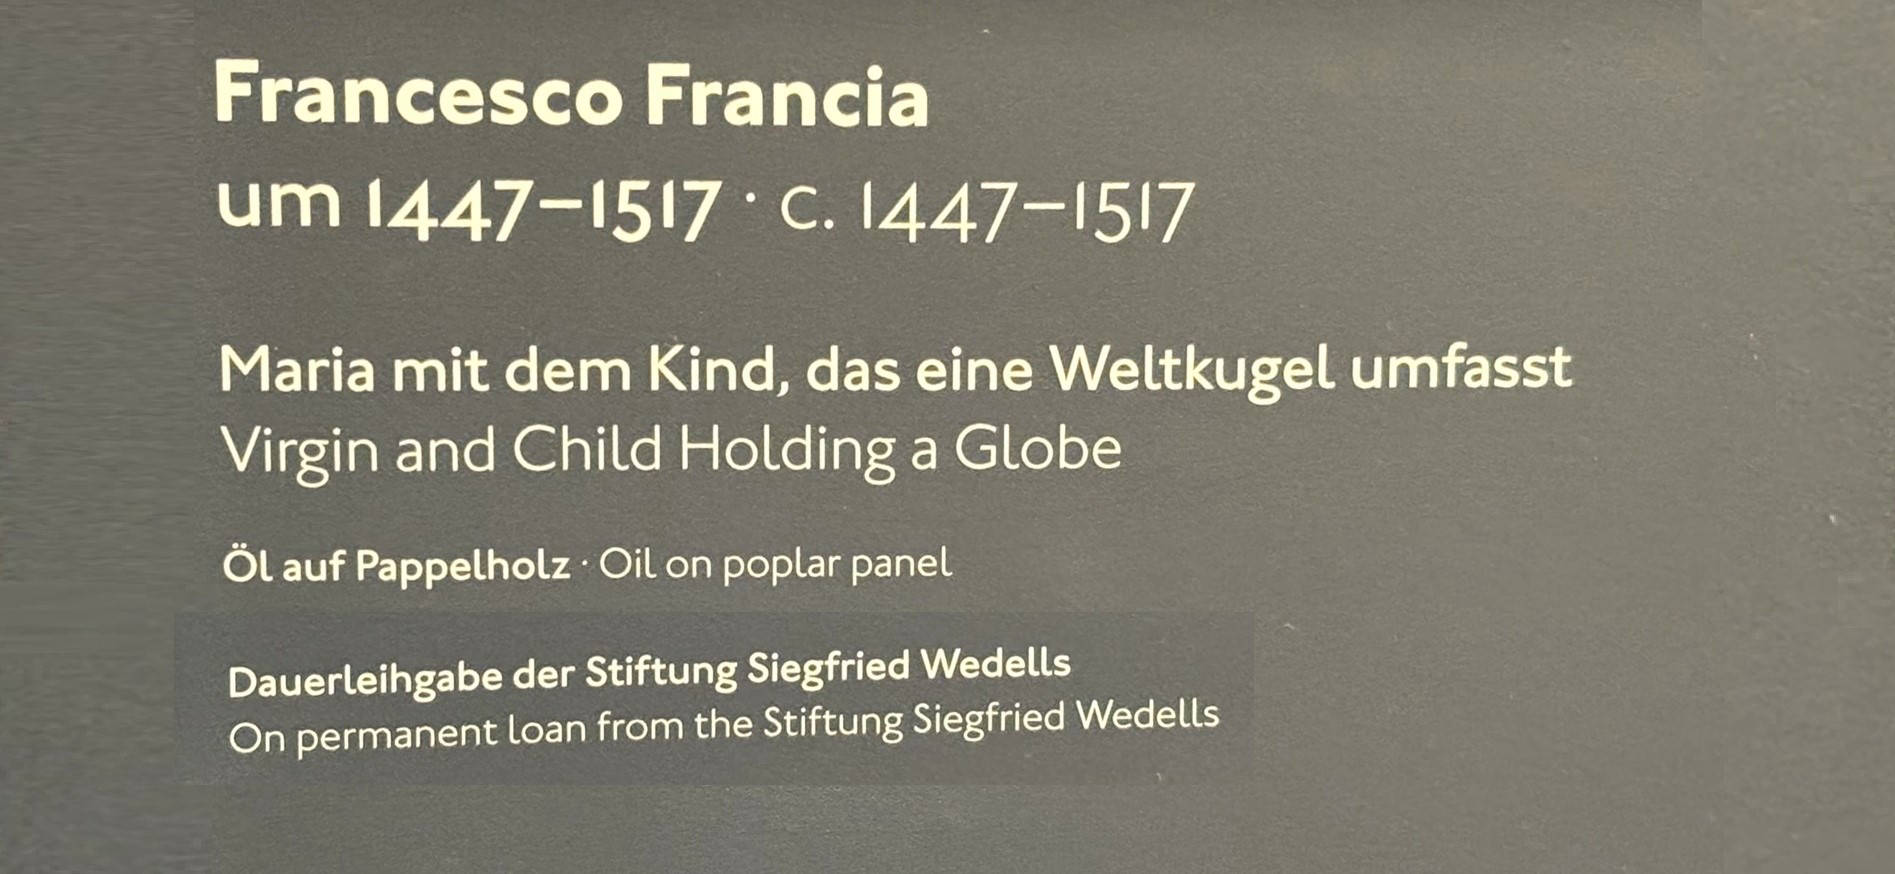 Francesco Francia
um 1447–1517 · c. 1447–1517
Maria mit dem Kind, das eine Weltkugel umfasst
Virgin and Child Holding a Globe
Öl auf Pappelholz · Oil on poplar panel
Dauerleihgabe der Stiftung Siegfried Wedells
On permanent loan from the Stiftung Siegfried Wedells